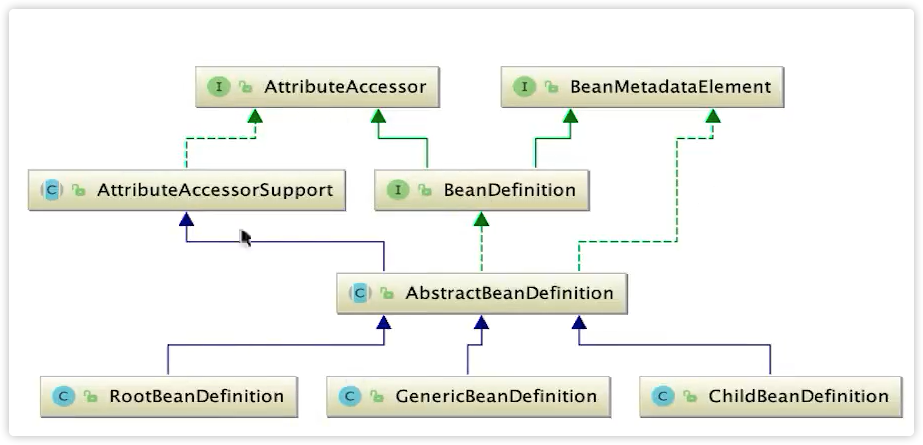 I AttributeAccessor
I BeanMetadataElement
C AttributeAccessorSupport
I BeanDefinition
C AbstractBeanDefinition
C RootBeanDefinition
C GenericBeanDefinition
C ChildBeanDefinition